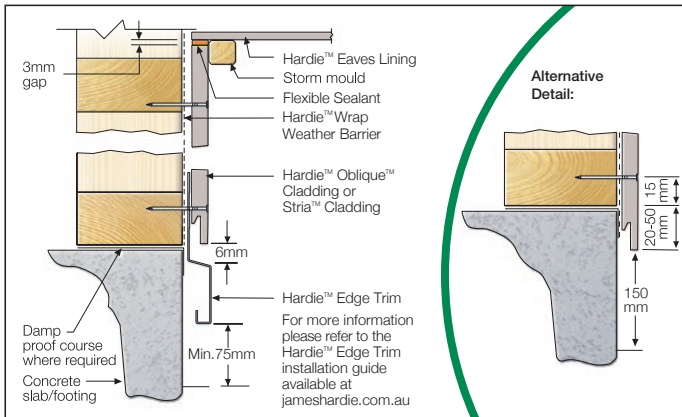 3mm
gap
Hardie™ Eaves Lining
Storm mould
Flexible Sealant
Hardie™Wrap
Weather Barrier
Hardie™ Oblique™
Cladding or
Stria™ Cladding
6mm
Hardie™ Edge Trim
For more information
please refer to the
Hardie™ Edge Trim
installation guide
available at
jameshardie.com.au
Damp
proof course
where required
Min.75mm
Concrete
slab/footing
Alternative
Detail:
15
mm
20-50
mm
150
mm